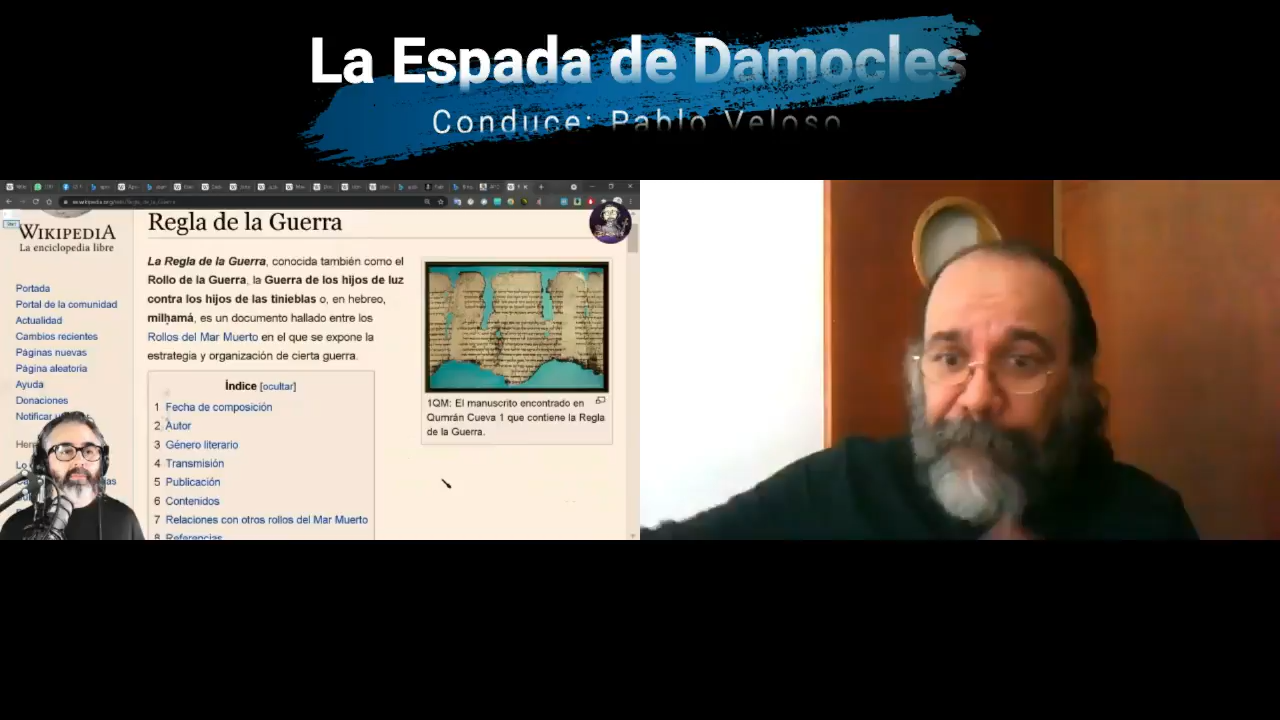 La Espada de Damocles
Conduce: Pablo Veloso
WIKIPEDIA
La enciclopedia libre
Portada
Portal de la comunidad
Actualidad
Cambios recientes
Páginas nuevas
Página aleatoria
Ayuda
Donaciones
Notificar
Regla de la Guerra
La Regla de la Guerra, conocida también como el
Rollo de la Guerra, la Guerra de los hijos de luz
contra los hijos de las tinieblas o, en hebreo,
milḥamá, es un documento hallado entre los
Rollos del Mar Muerto en el que se expone la
estrategia y organización de cierta guerra.
Índice [ocultar]
1 Fecha de composición
2 Autor
3 Género literario
4 Transmisión
5 Publicación
6 Contenidos
7 Relaciones con otros rollos del Mar Muerto
8 Referencias
1QM: El manuscrito encontrado en
Qumrán Cueva 1 que contiene la Regla
de la Guerra.